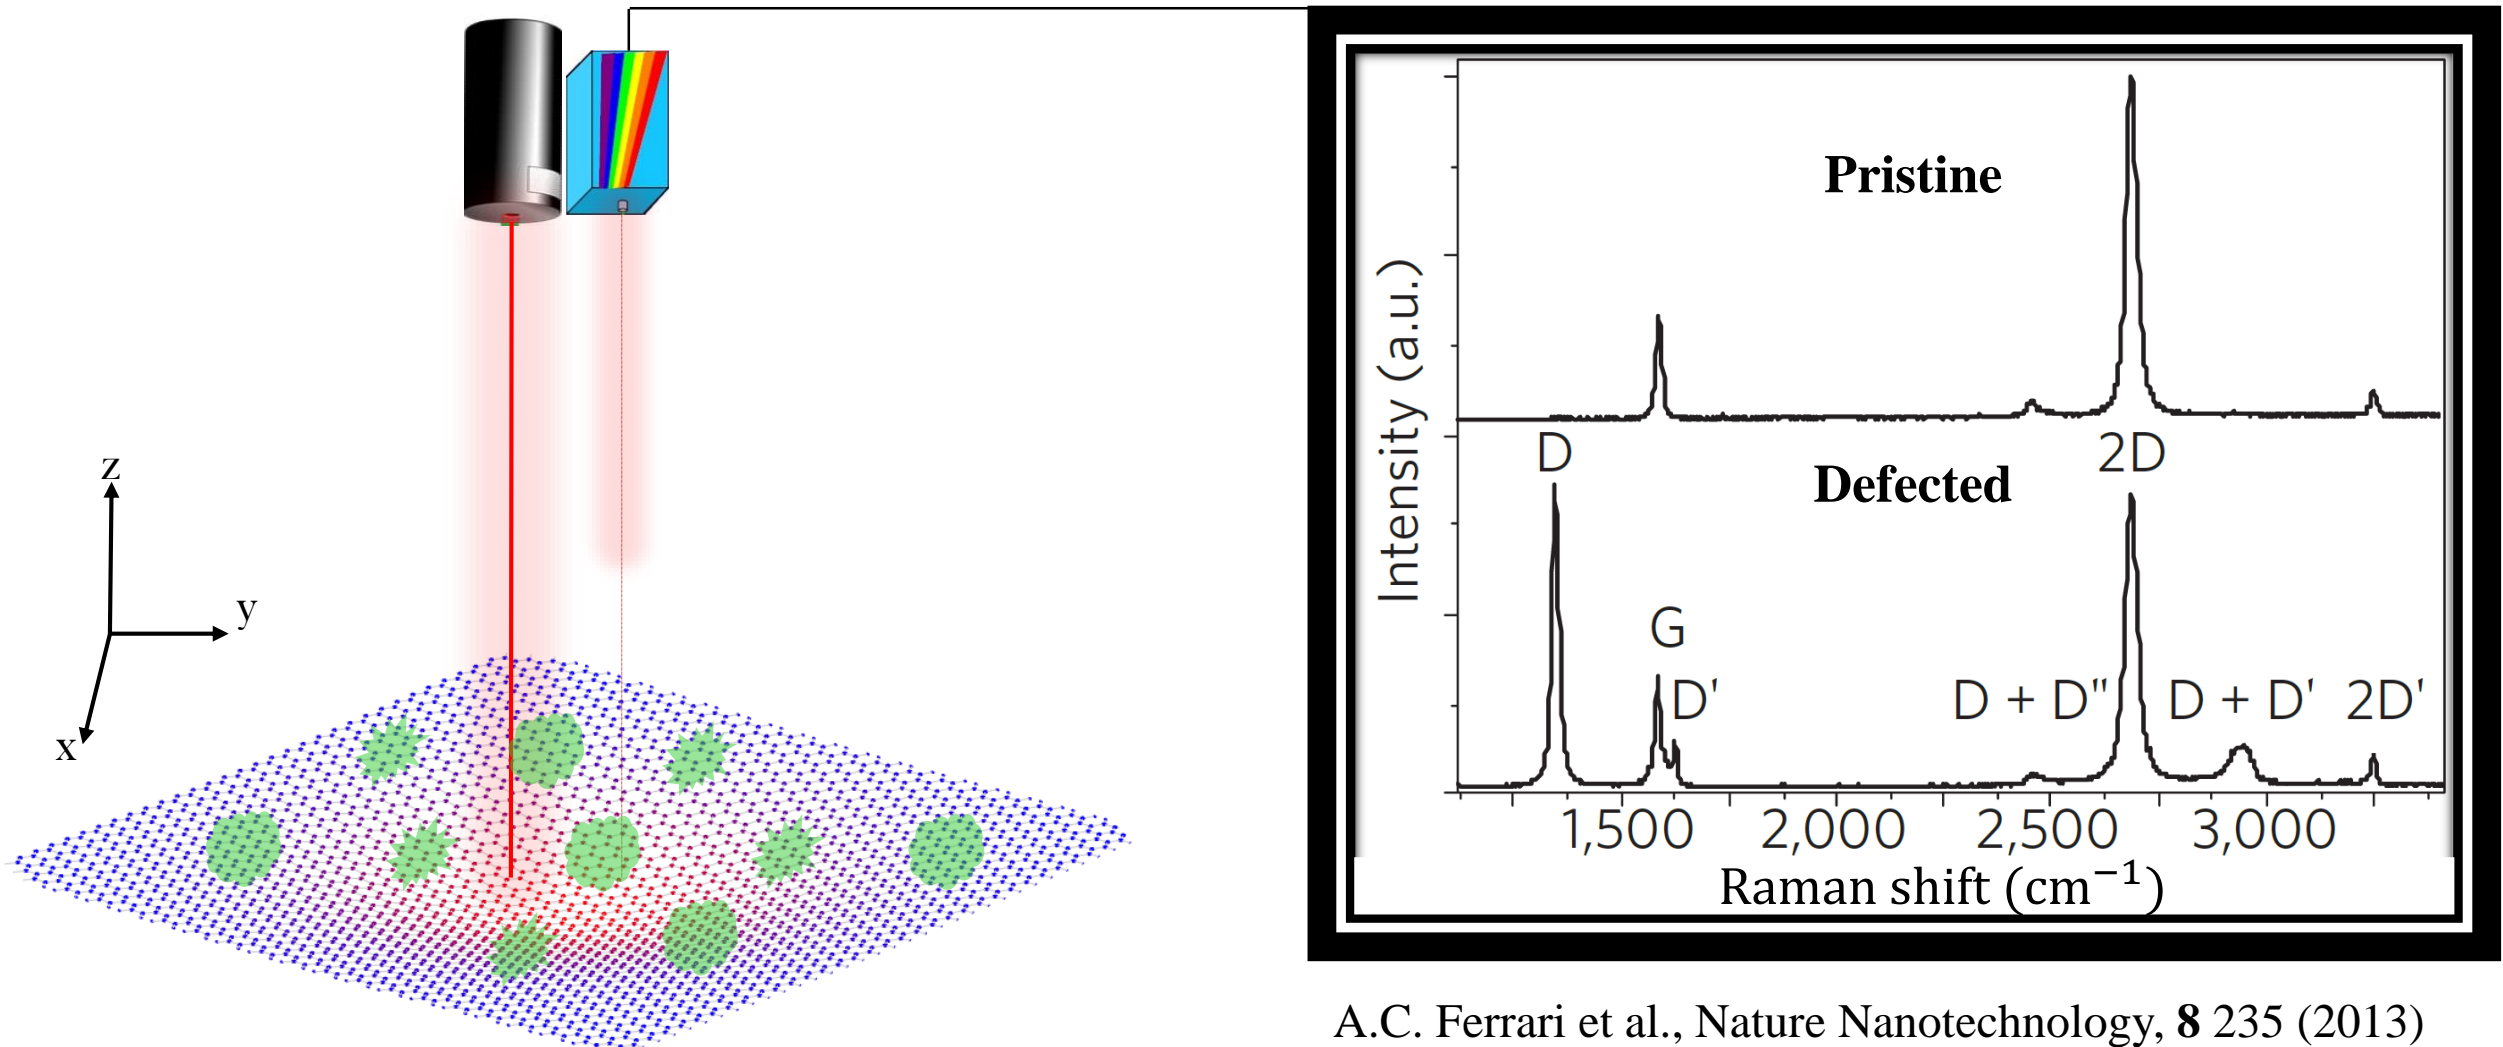 z
y
x
Intensity (a.u.)
Pristine
D
2D
Defected
G
D'
D + D"
D + D'
2D'
1,500
2,000
2,500
3,000
Raman shift (cm⁻¹)
A.C. Ferrari et al., Nature Nanotechnology, 8 235 (2013)